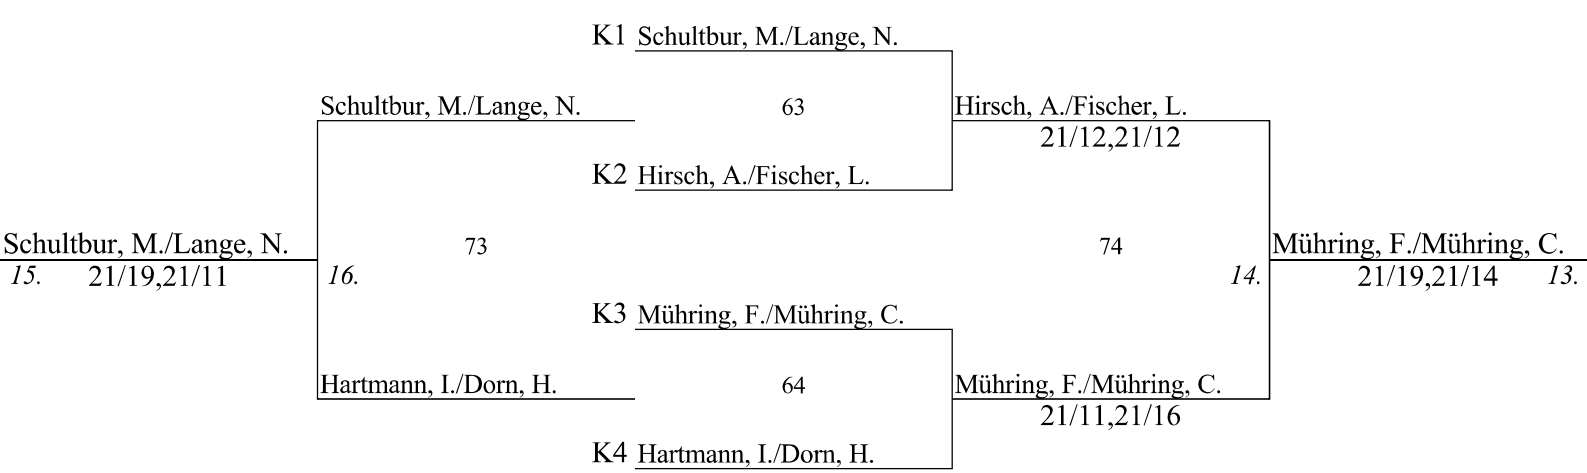 K1 Schultbur, M./Lange, N.
Schultbur, M./Lange, N. 63 Hirsch, A./Fischer, L.
21/12,21/12
K2 Hirsch, A./Fischer, L.
Schultbur, M./Lange, N. 73 74 Mühring, F./Mühring, C.
15. 21/19,21/11 16. 14. 21/19,21/14 13.
K3 Mühring, F./Mühring, C.
Hartmann, I./Dorn, H. 64 Mühring, F./Mühring, C.
21/11,21/16
K4 Hartmann, I./Dorn, H.